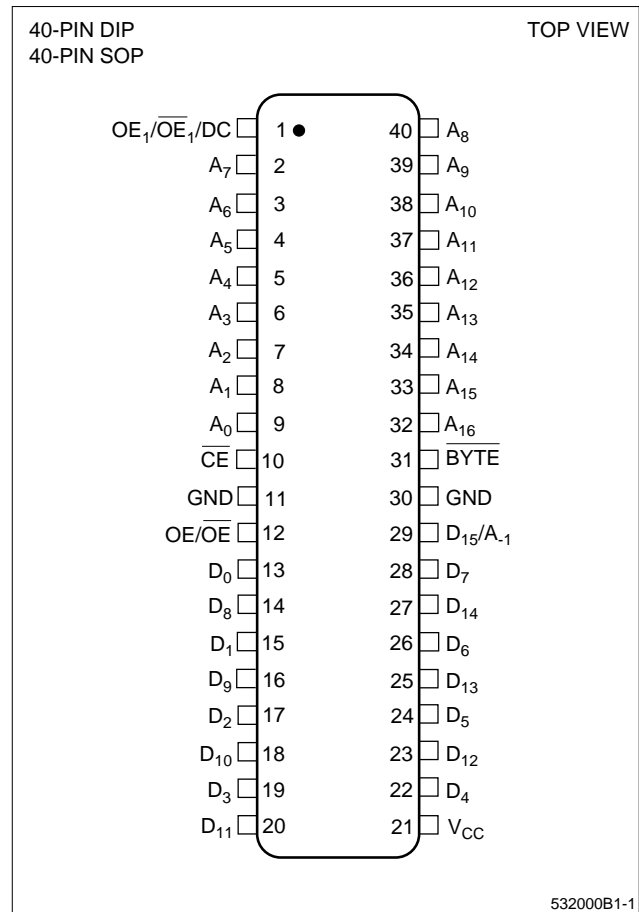 40-PIN DIP TOP VIEW
40-PIN SOP
OE₁/O̅E̅₁/DC 1 40 A₈
A₇ 2 39 A₉
A₆ 3 38 A₁₀
A₅ 4 37 A₁₁
A₄ 5 36 A₁₂
A₃ 6 35 A₁₃
A₂ 7 34 A₁₄
A₁ 8 33 A₁₅
A₀ 9 32 A₁₆
C̅E̅ 10 31 B̅Y̅T̅E̅
GND 11 30 GND
OE/O̅E̅ 12 29 D₁₅/A₋₁
D₀ 13 28 D₇
D₈ 14 27 D₁₄
D₁ 15 26 D₆
D₉ 16 25 D₁₃
D₂ 17 24 D₅
D₁₀ 18 23 D₁₂
D₃ 19 22 D₄
D₁₁ 20 21 V_CC
532000B1-1